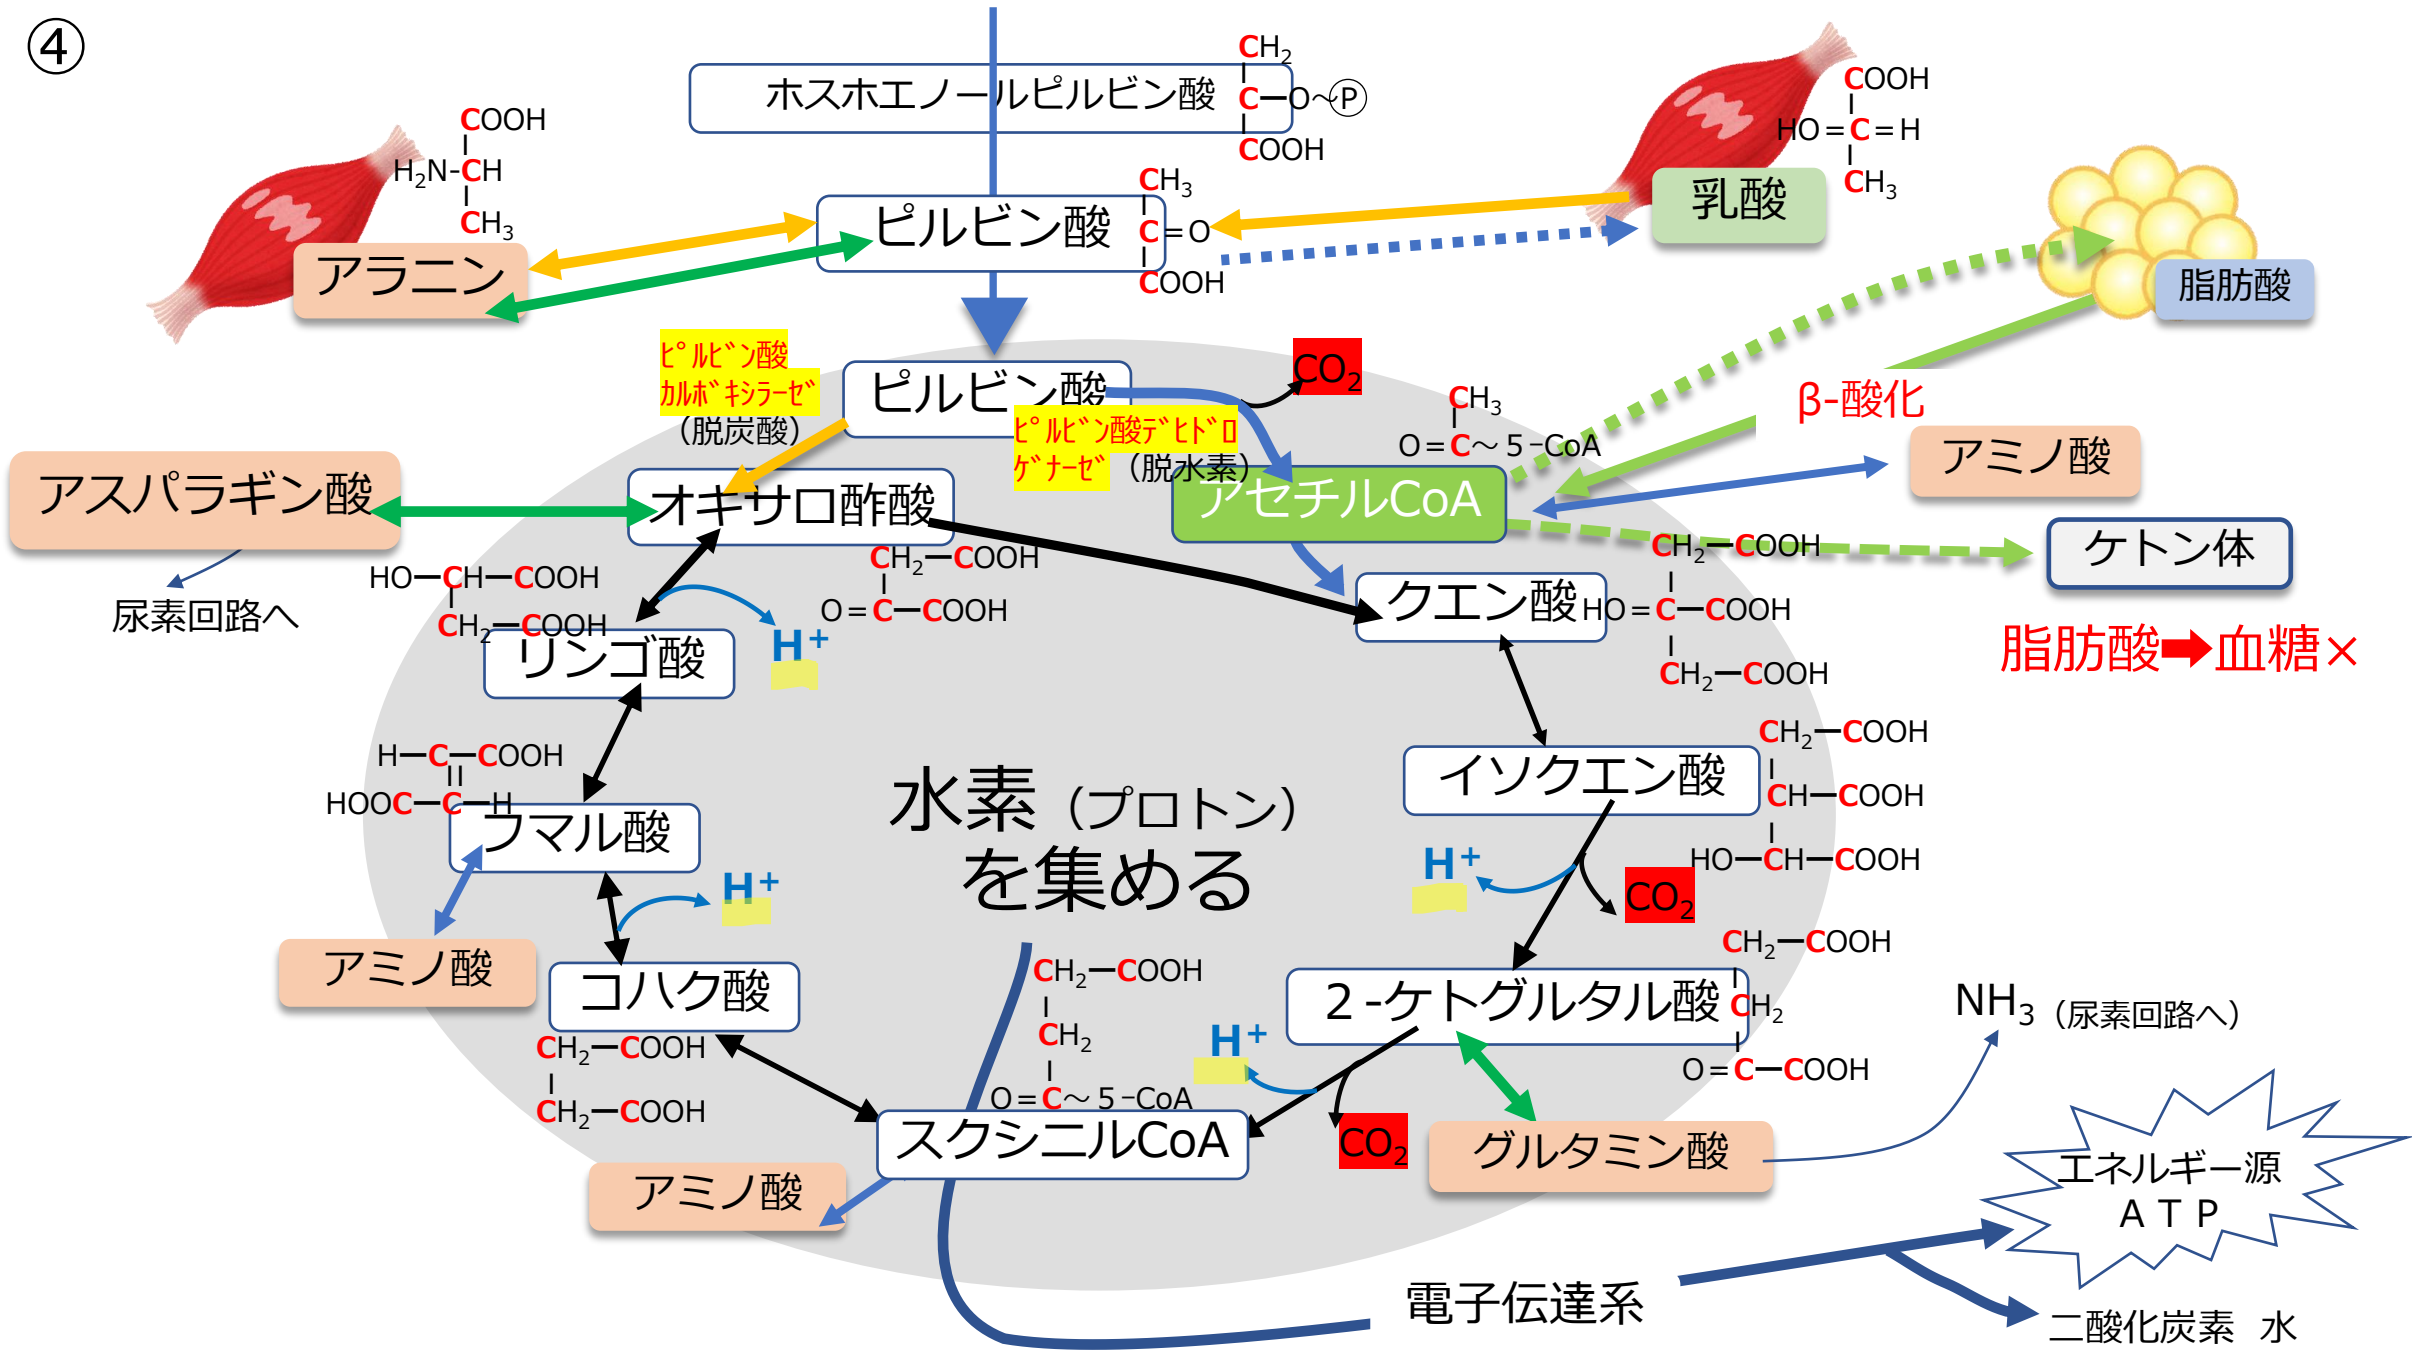 ④
ホスホエノールピルビン酸
CH2
C―O～P
COOH
COOH
H2N-CH
CH3
アラニン
ピルビン酸
CH3
C=O
COOH
COOH
HO=C=H
CH3
乳酸
脂肪酸
ﾋﾟﾙﾋﾞﾝ酸
ｶﾙﾎﾞｷｼﾗｰｾﾞ
（脱炭酸）
ピルビン酸
ﾋﾟﾙﾋﾞﾝ酸ﾃﾞﾋﾄﾞﾛ
ｹﾞﾅｰｾﾞ（脱水素）
CO2
CH3
O=C～５-CoA
アセチルCoA
β-酸化
アミノ酸
ケトン体
脂肪酸➡血糖×
アスパラギン酸
尿素回路へ
オキサロ酢酸
CH2―COOH
O=C―COOH
HO―CH―COOH
CH2―COOH
リンゴ酸
H+
クエン酸
CH2―COOH
HO=C―COOH
CH2―COOH
H―C―COOH
HOOC―C―H
フマル酸
H+
アミノ酸
水素（プロトン）
を集める
イソクエン酸
CH2―COOH
CH―COOH
HO―CH―COOH
H+
CO2
コハク酸
CH2―COOH
CH2―COOH
CH2―COOH
CH2
O=C～５-CoA
スクシニルCoA
アミノ酸
２-ケトグルタル酸
CH2―COOH
CH2
O=C―COOH
H+
CO2
グルタミン酸
NH3（尿素回路へ）
エネルギー源
ＡＴＰ
電子伝達系
二酸化炭素　水